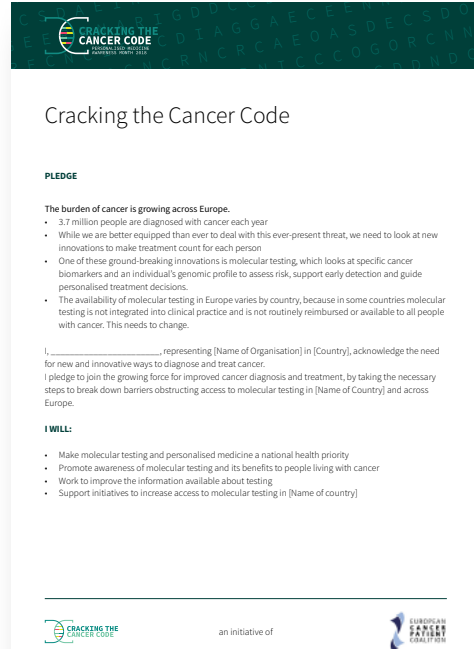 CRACKING THE
CANCER CODE
PERSONALISED MEDICINE
AWARENESS MONTH 2018
Cracking the Cancer Code
PLEDGE
The burden of cancer is growing across Europe.
• 3.7 million people are diagnosed with cancer each year
• While we are better equipped than ever to deal with this ever-present threat, we need to look at new
innovations to make treatment count for each person
• One of these ground-breaking innovations is molecular testing, which looks at specific cancer
biomarkers and an individual's genomic profile to assess risk, support early detection and guide
personalised treatment decisions.
• The availability of molecular testing in Europe varies by country, because in some countries molecular
testing is not integrated into clinical practice and is not routinely reimbursed or available to all people
with cancer. This needs to change.
I, ________________________, representing [Name of Organisation] in [Country], acknowledge the need
for new and innovative ways to diagnose and treat cancer.
I pledge to join the growing force for improved cancer diagnosis and treatment, by taking the necessary
steps to break down barriers obstructing access to molecular testing in [Name of Country] and across
Europe.
I WILL:
• Make molecular testing and personalised medicine a national health priority
• Promote awareness of molecular testing and its benefits to people living with cancer
• Work to improve the information available about testing
• Support initiatives to increase access to molecular testing in [Name of country]
CRACKING THE
CANCER CODE
an initiative of
EUROPEAN
CANCER
PATIENT
COALITION